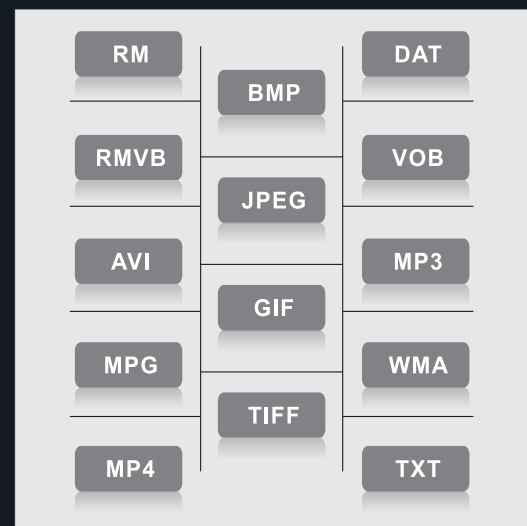 RM
RMVB
AVI
MPG
MP4
BMP
JPEG
GIF
TIFF
DAT
VOB
MP3
WMA
TXT